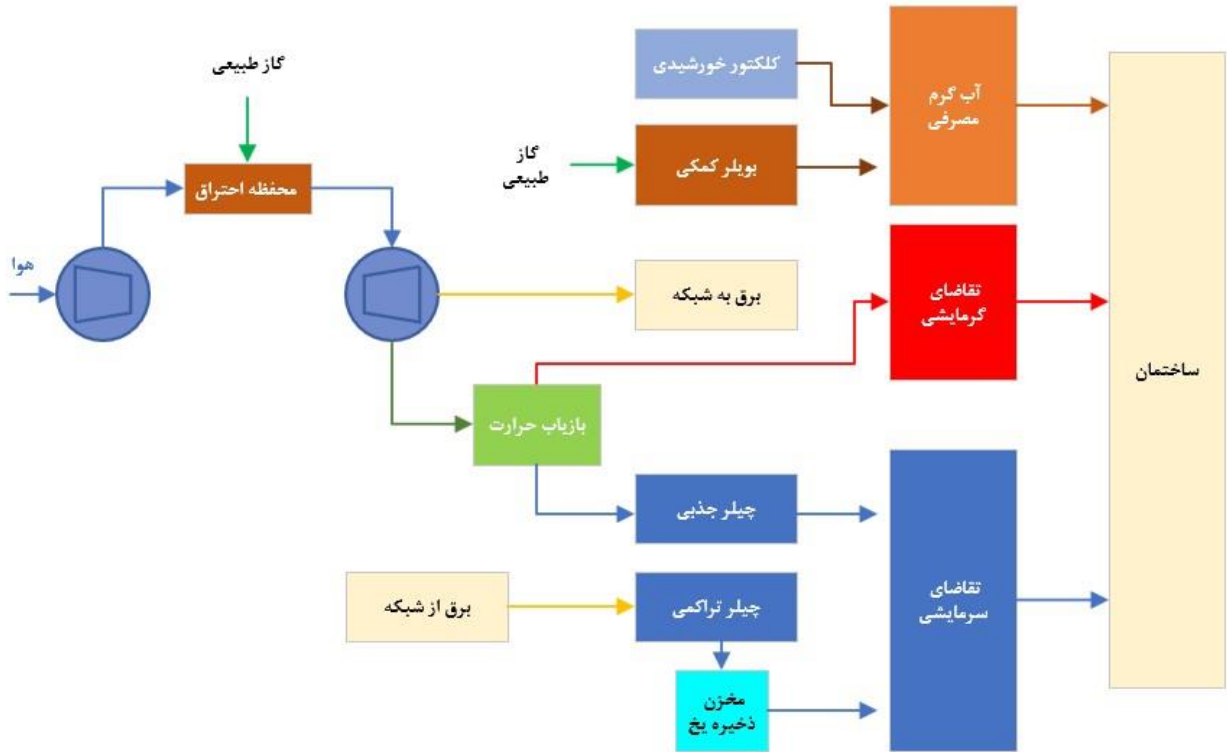 گاز طبیعی
محفظه احتراق
هوا
کلکتور خورشیدی
گاز
طبیعی
بویلر کمکی
آب گرم
مصرفی
برق به شبکه
تقاضای
گرمایشی
ساختمان
بازیاب حرارت
چیلر جذبی
برق از شبکه
چیلر تراکمی
تقاضای
سرمایشی
مخزن
ذخیره یخ